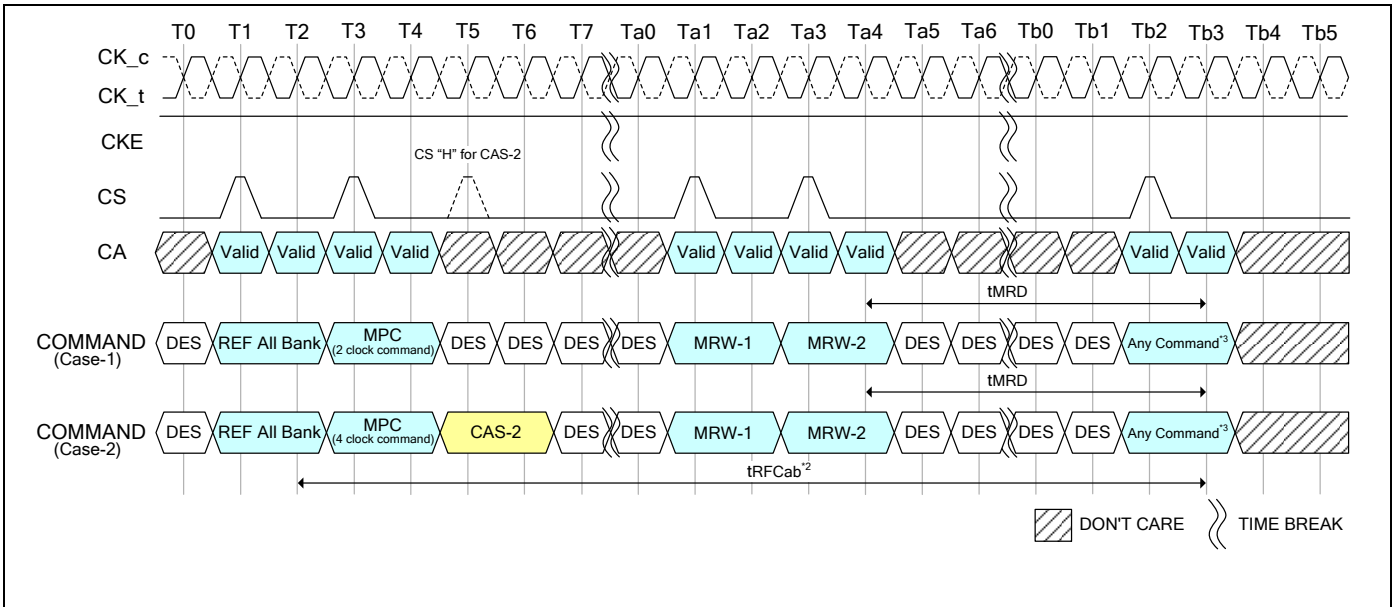 T0 T1 T2 T3 T4 T5 T6 T7 Ta0 Ta1 Ta2 Ta3 Ta4 Ta5 Ta6 Tb0 Tb1 Tb2 Tb3 Tb4 Tb5
CK_c
CK_t
CKE
CS "H" for CAS-2
CS
CA Valid Valid Valid Valid Valid Valid Valid Valid Valid Valid
tMRD
COMMAND (Case-1) DES REF All Bank MPC (2 clock command) DES DES DES DES MRW-1 MRW-2 DES DES DES DES Any Command*3
tMRD
COMMAND (Case-2) DES REF All Bank MPC (4 clock command) CAS-2 DES DES MRW-1 MRW-2 DES DES DES DES Any Command*3
tRFCab*2
DON'T CARE TIME BREAK